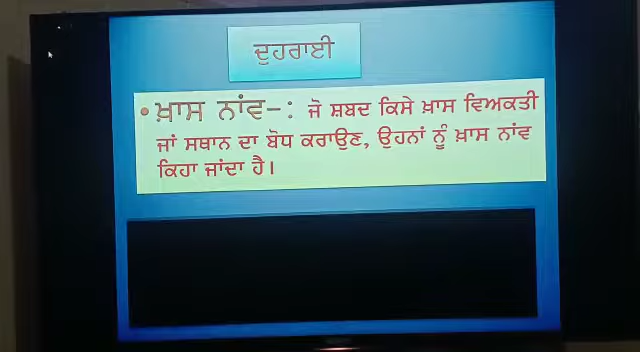 ਦੁਹਰਾਈ
• ਖ਼ਾਸ ਨਾਂਵ-: ਜੋ ਸ਼ਬਦ ਕਿਸੇ ਖ਼ਾਸ ਵਿਅਕਤੀ
ਜਾਂ ਸਥਾਨ ਦਾ ਬੋਧ ਕਰਾਉਣ, ਉਹਨਾਂ ਨੂੰ ਖ਼ਾਸ ਨਾਂਵ
ਕਿਹਾ ਜਾਂਦਾ ਹੈ।